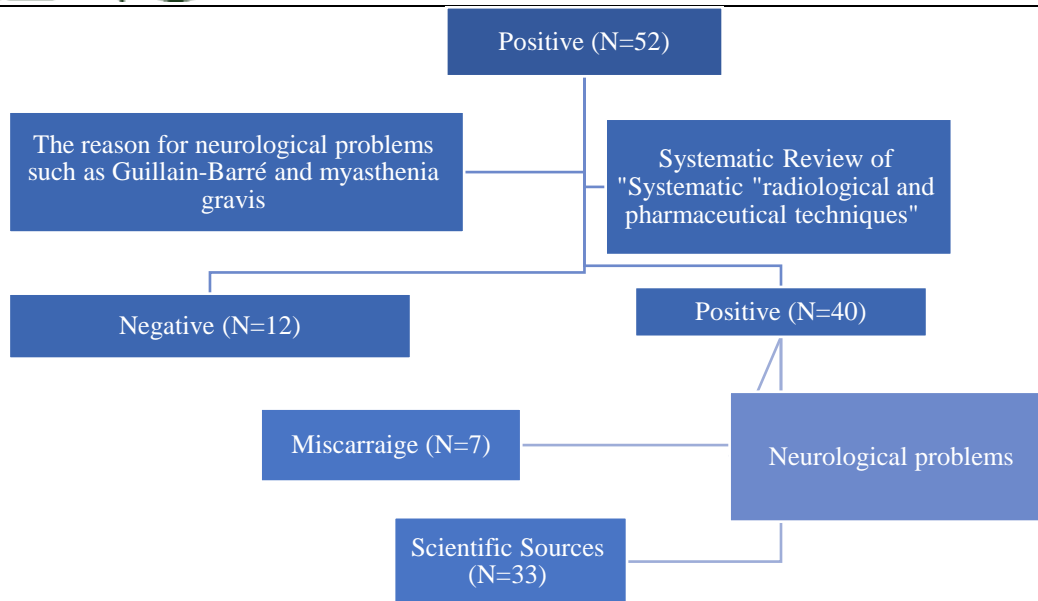 Positive (N=52)
The reason for neurological problems
such as Guillain-Barré and myasthenia
gravis
Systematic Review of
"Systematic "radiological and
pharmaceutical techniques"
Negative (N=12)
Positive (N=40)
Miscarraige (N=7)
Neurological problems
Scientific Sources
(N=33)